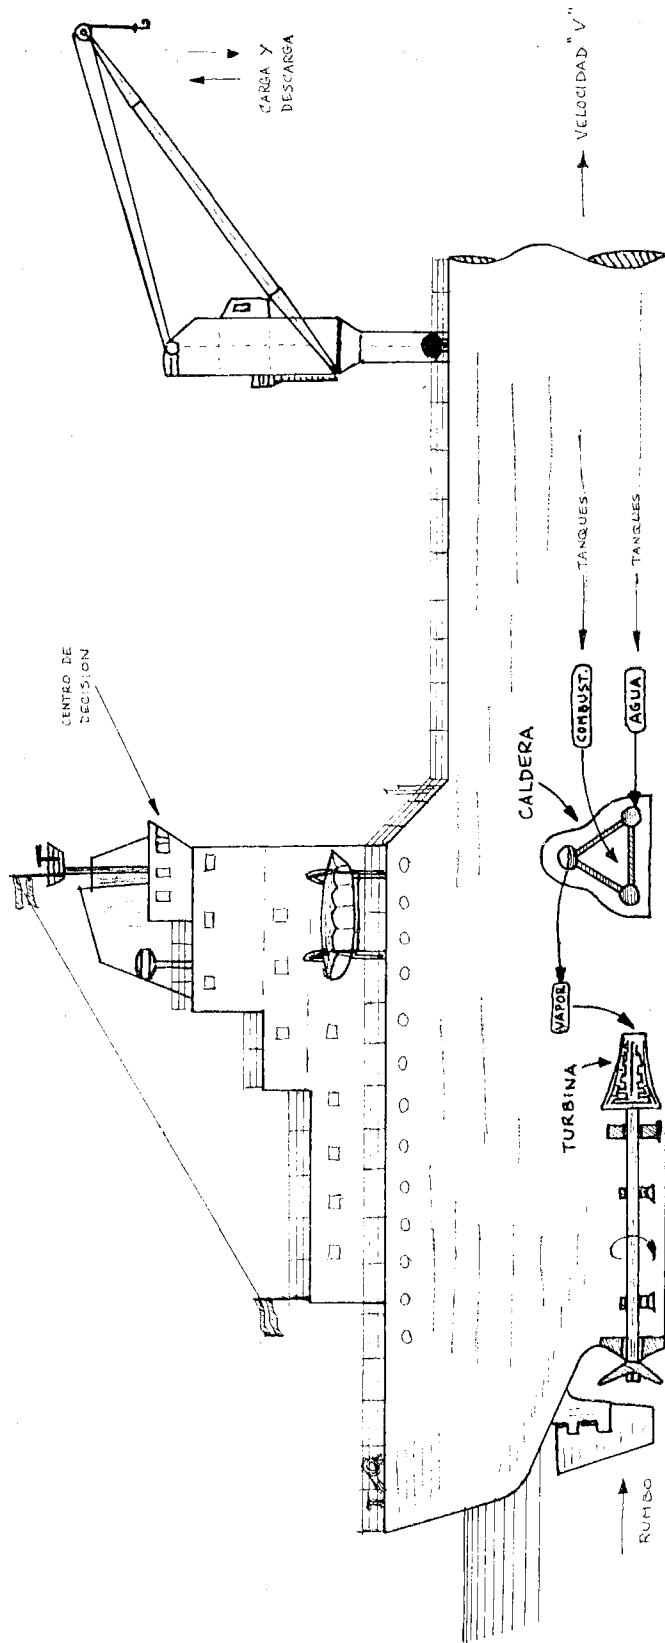 CARGA Y
DESCARGA
VELOCIDAD "V"
CENTRO DE
DECISION
TANQUES
TANQUES
COMBUST.
AGUA
CALDERA
VAPOR
TURBINA
RUMBO